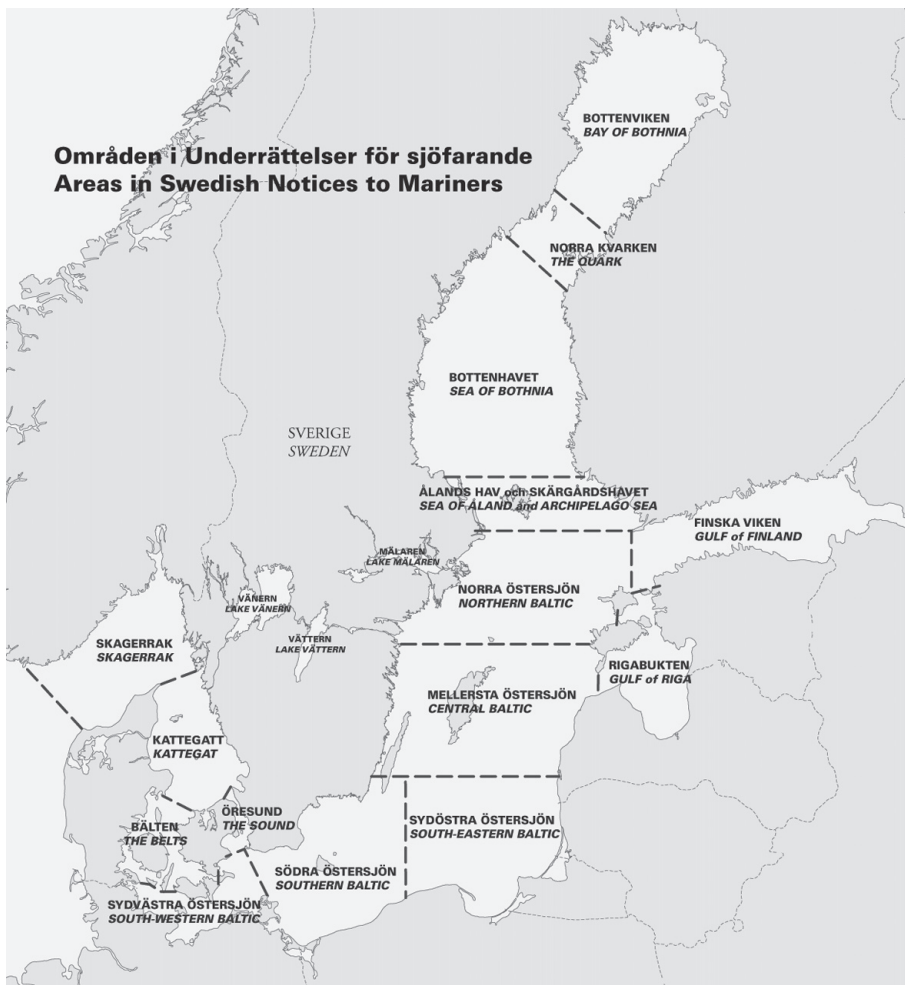 Områden i Underrättelser för sjöfarande
Areas in Swedish Notices to Mariners
BOTTENVIKEN
BAY OF BOTHNIA
NORRA KVARKEN
THE QUARK
BOTTENHAVET
SEA OF BOTHNIA
SVERIGE
SWEDEN
ÅLANDS HAV och SKÄRGÅRDSHAVET
SEA OF ÅLAND and ARCHIPELAGO SEA
FINSKA VIKEN
GULF of FINLAND
MÄLAREN
LAKE MÄLAREN
NORRA ÖSTERSJÖN
NORTHERN BALTIC
VÄNERN
LAKE VÄNERN
VÄTTERN
LAKE VÄTTERN
SKAGERRAK
SKAGERRAK
RIGABUKTEN
GULF of RIGA
MELLERSTA ÖSTERSJÖN
CENTRAL BALTIC
KATTEGATT
KATTEGAT
ÖRESUND
THE SOUND
BÄLTEN
THE BELTS
SYDÖSTRA ÖSTERSJÖN
SOUTH-EASTERN BALTIC
SÖDRA ÖSTERSJÖN
SOUTHERN BALTIC
SYDVÄSTRA ÖSTERSJÖN
SOUTH-WESTERN BALTIC